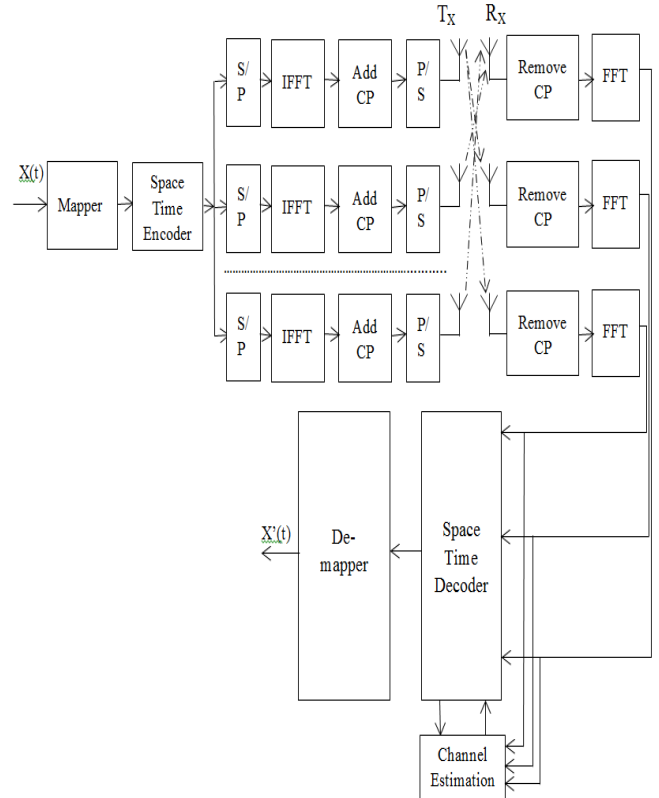 Tx Rx
S/ P IFFT Add CP P/ S Remove CP FFT
X(t)
Mapper
Space Time Encoder
S/ P IFFT Add CP P/ S Remove CP FFT
S/ P IFFT Add CP P/ S Remove CP FFT
X’(t)
De- mapper
Space Time Decoder
Channel Estimation